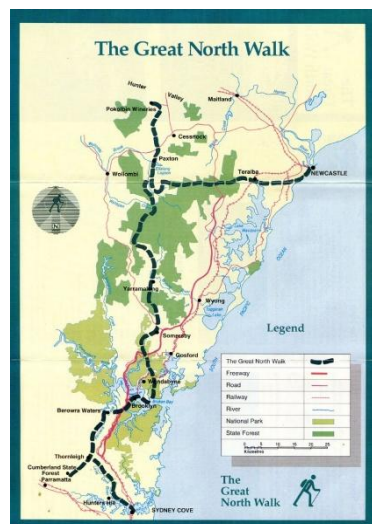 The Great North Walk
Hunter
Valley
Maitland
Pokolbin Wineries
Cessnock
Paxton
Wollombi
Teralba
NEWCASTLE
Yarramalong
Wyong
Somersby
Gosford
Wondabyne
Brooklyn
Berowra Waters
Thornleigh
Cumberland State
Forest
Parramatta
Hunters Hill
SYDNEY COVE
Legend
The Great North Walk
Freeway
Road
Railway
River
National Park
State Forest
Kilometres
The
Great
North Walk